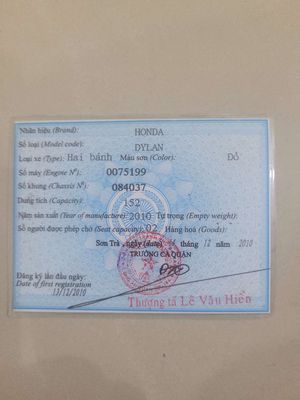 Nhãn hiệu (Brand): HONDA
Số loại (Model code): DYLAN
Loại xe (Type): Hai bánh Màu sơn (Color): Đỏ
Số máy (Engine Nº): 0075199
Số khung (Chassis Nº) 084037
Dung tích (Capacity): 152
Năm sản xuất (Year of manufacture): 2010 Tự trọng (Empty weight):
Số người được phép chở (Seat capacity): 02 Hàng hoá (Goods):
Sơn Trà, ngày (date) 12 năm 2010
TRƯỞNG CA QUẬN
Đăng ký lần đầu ngày:
Date of first registration
13/12/2010
Thượng tá Lê Văn Hiển